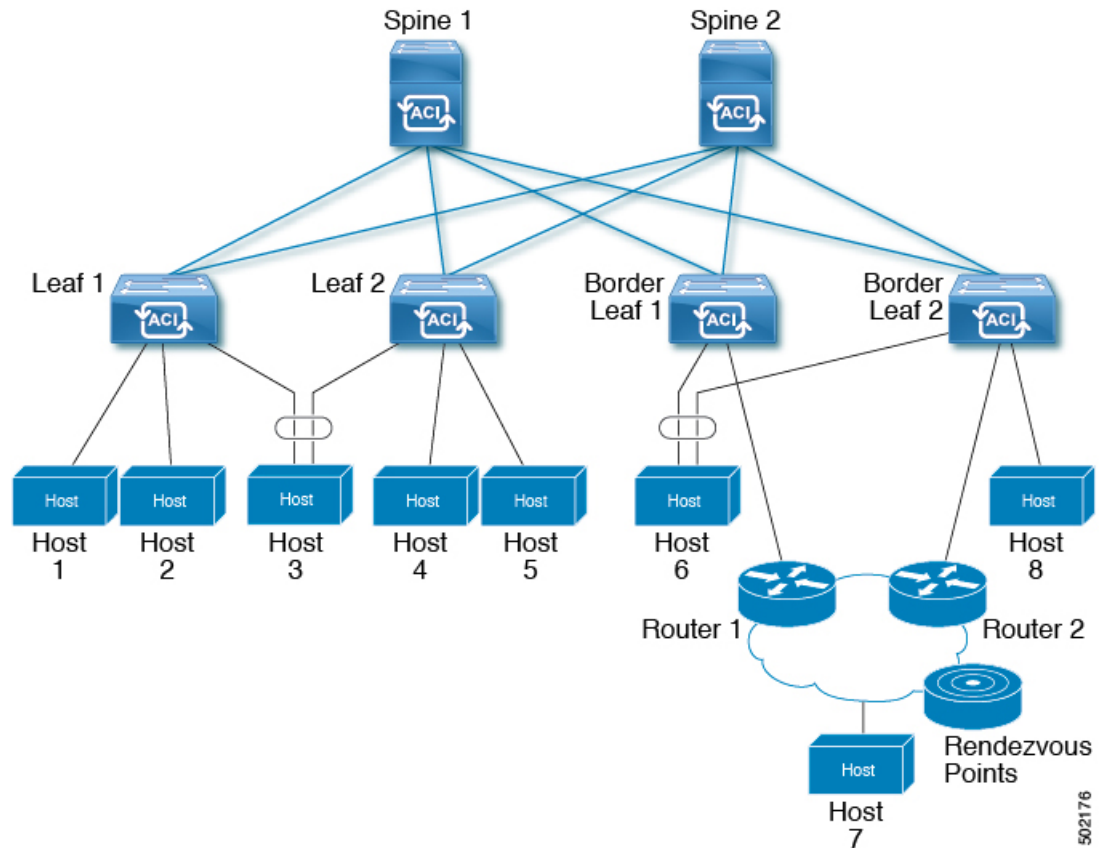 Spine 1
Spine 2
ACI
ACI
Leaf 1
Leaf 2
Border
Leaf 1
Border
Leaf 2
ACI
ACI
ACI
ACI
Host
Host
Host
Host
Host
Host
Host
Host
1
Host
2
Host
3
Host
4
Host
5
Host
6
Host
8
Router 1
Router 2
Rendezvous
Points
Host
Host
7
502176